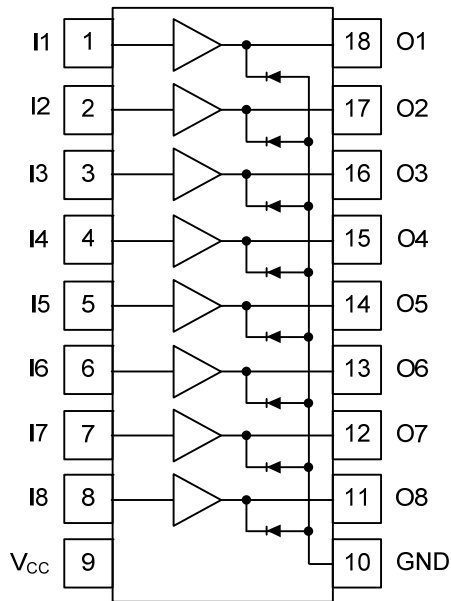 I1 1 18 O1
I2 2 17 O2
I3 3 16 O3
I4 4 15 O4
I5 5 14 O5
I6 6 13 O6
I7 7 12 O7
I8 8 11 O8
VCC 9 10 GND